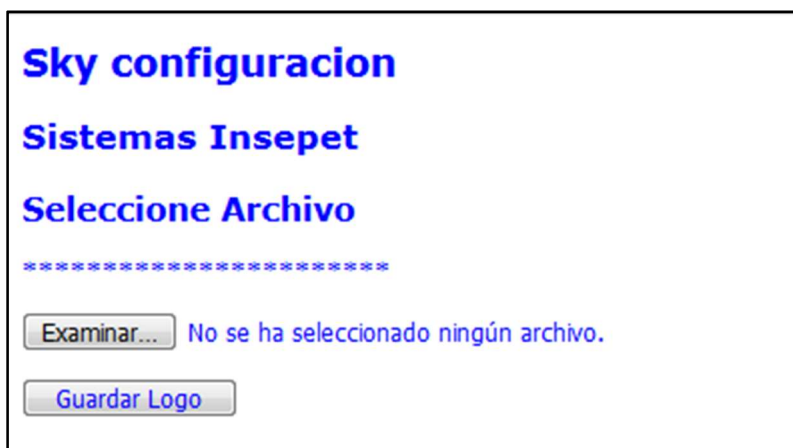 Sky configuracion
Sistemas Insepet
Seleccione Archivo
***********************
Examinar... No se ha seleccionado ningún archivo.
Guardar Logo